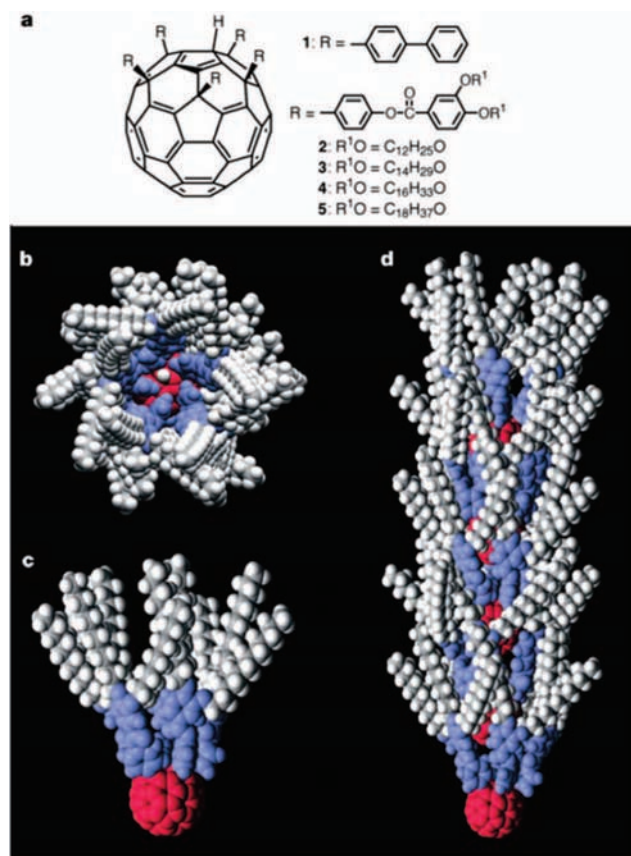 a
R H R
R R
R
1: R =
R = O–C O OR¹ OR¹
2: R¹O = C₁₂H₂₅O
3: R¹O = C₁₄H₂₉O
4: R¹O = C₁₆H₃₃O
5: R¹O = C₁₈H₃₇O
b
d
c